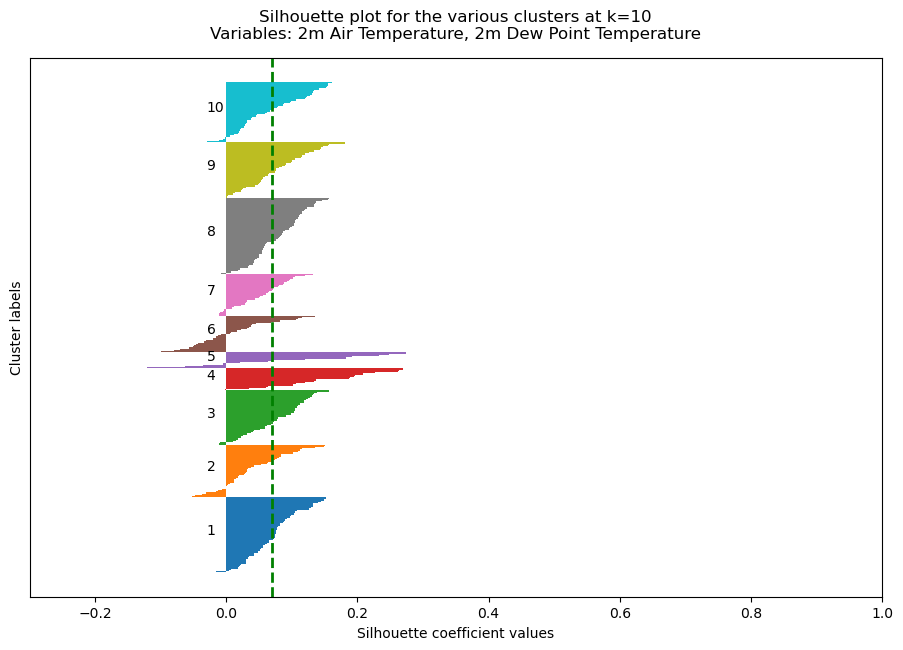 Silhouette plot for the various clusters at k=10
Variables: 2m Air Temperature, 2m Dew Point Temperature
Cluster labels
10
9
8
7
6
5
4
3
2
1
−0.2 0.0 0.2 0.4 0.6 0.8 1.0
Silhouette coefficient values